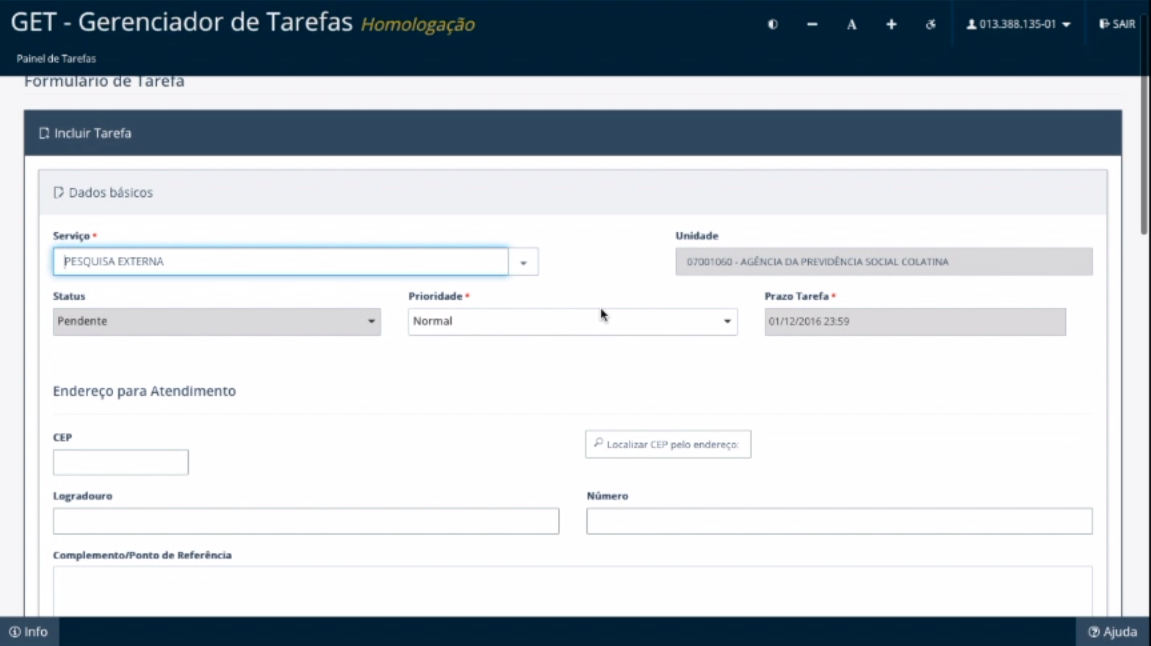 GET - Gerenciador de Tarefas Homologação
A
013.388.135-01
SAIR
Painel de Tarefas
Formulário de Tarefa
Incluir Tarefa
Dados básicos
Serviço *
Unidade
PESQUISA EXTERNA
07001060 - AGÊNCIA DA PREVIDÊNCIA SOCIAL COLATINA
Status
Prioridade *
Prazo Tarefa *
Pendente
Normal
01/12/2016 23:59
Endereço para Atendimento
CEP
Localizar CEP pelo endereço:
Logradouro
Número
Complemento/Ponto de Referência
Info
Ajuda